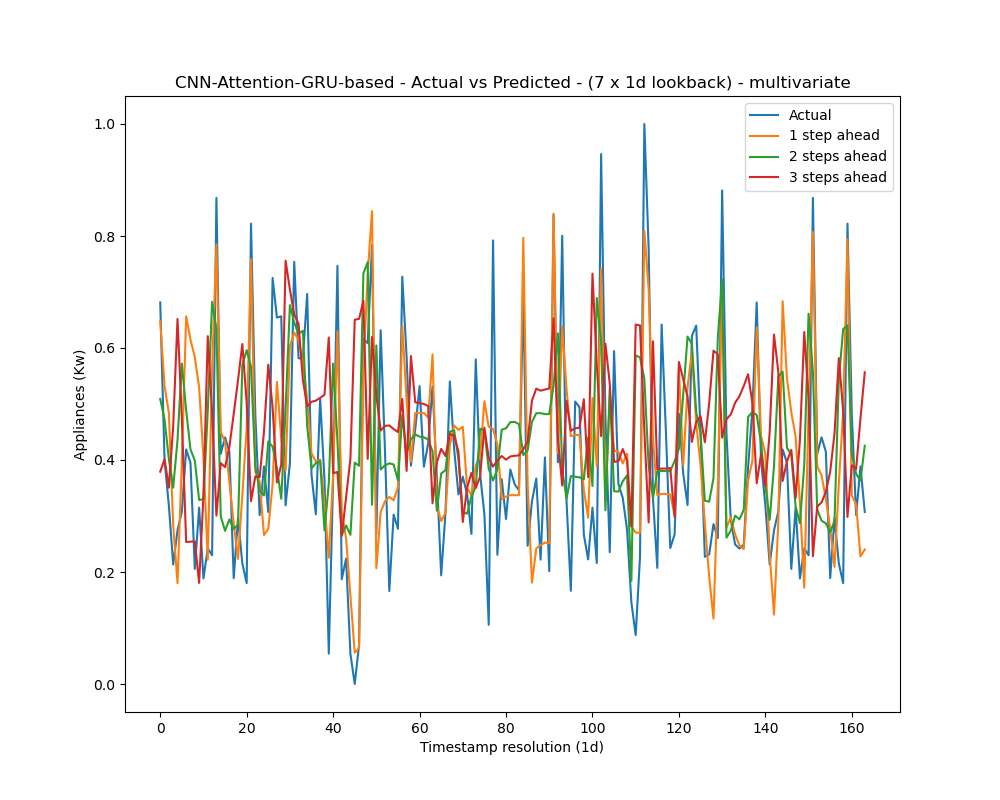 CNN-Attention-GRU-based - Actual vs Predicted - (7 x 1d lookback) - multivariate
Actual
1 step ahead
2 steps ahead
3 steps ahead
1.0
0.8
0.6
0.4
0.2
0.0
Appliances (Kw)
0 20 40 60 80 100 120 140 160
Timestamp resolution (1d)